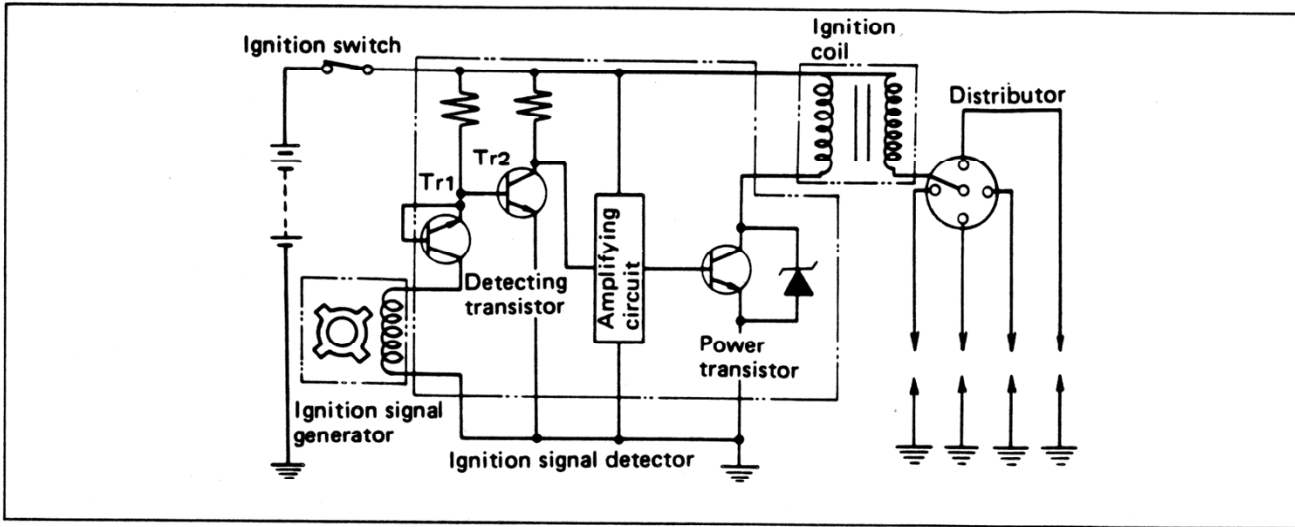 Ignition
coil
Ignition switch
Distributor
Tr2
Tr1
Detecting
transistor
Amplifying
circuit
Power
transistor
Ignition signal
generator
Ignition signal detector